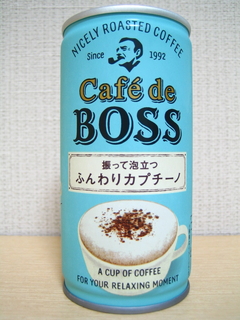 NICELY ROASTED COFFEE
Since 1992
Café de
BOSS
振って泡立つ
ふんわりカプチーノ
A CUP OF COFFEE
FOR YOUR RELAXING MOMENT